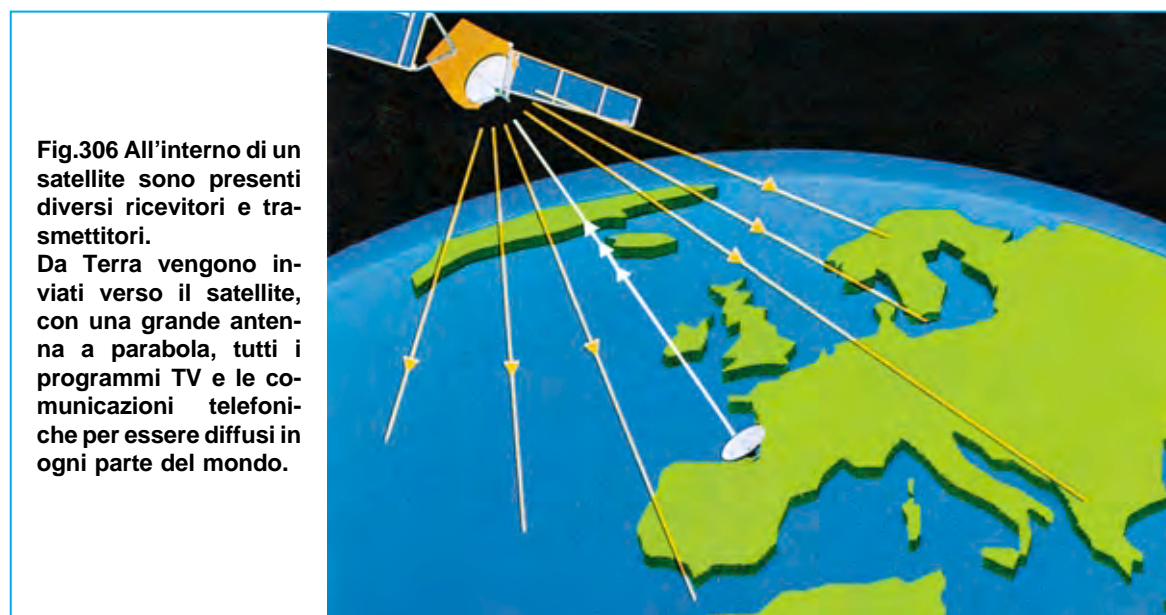 Fig.306 All'interno di un
satellite sono presenti
diversi ricevitori e tra-
smettitori.
Da Terra vengono in-
viati verso il satellite,
con una grande anten-
na a parabola, tutti i
programmi TV e le co-
municazioni telefoni-
che per essere diffusi in
ogni parte del mondo.